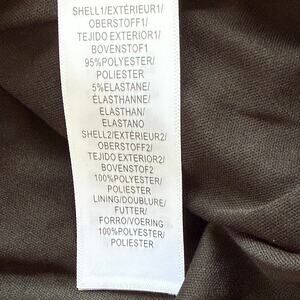 SHELL1/EXTÉRIEUR1/
OBERSTOFF1/
TEJIDO EXTERIOR1/
BOVENSTOF1
95%POLYESTER/
POLIESTER
5%ELASTANE/
ÉLASTHANNE/
ELASTHAN/
ELASTANO
SHELL2/EXTÉRIEUR2/
OBERSTOFF2/
TEJIDO EXTERIOR2/
BOVENSTOF2
100%POLYESTER/
POLIESTER
LINING/DOUBLURE/
FUTTER/
FORRO/VOERING
100%POLYESTER/
POLIESTER